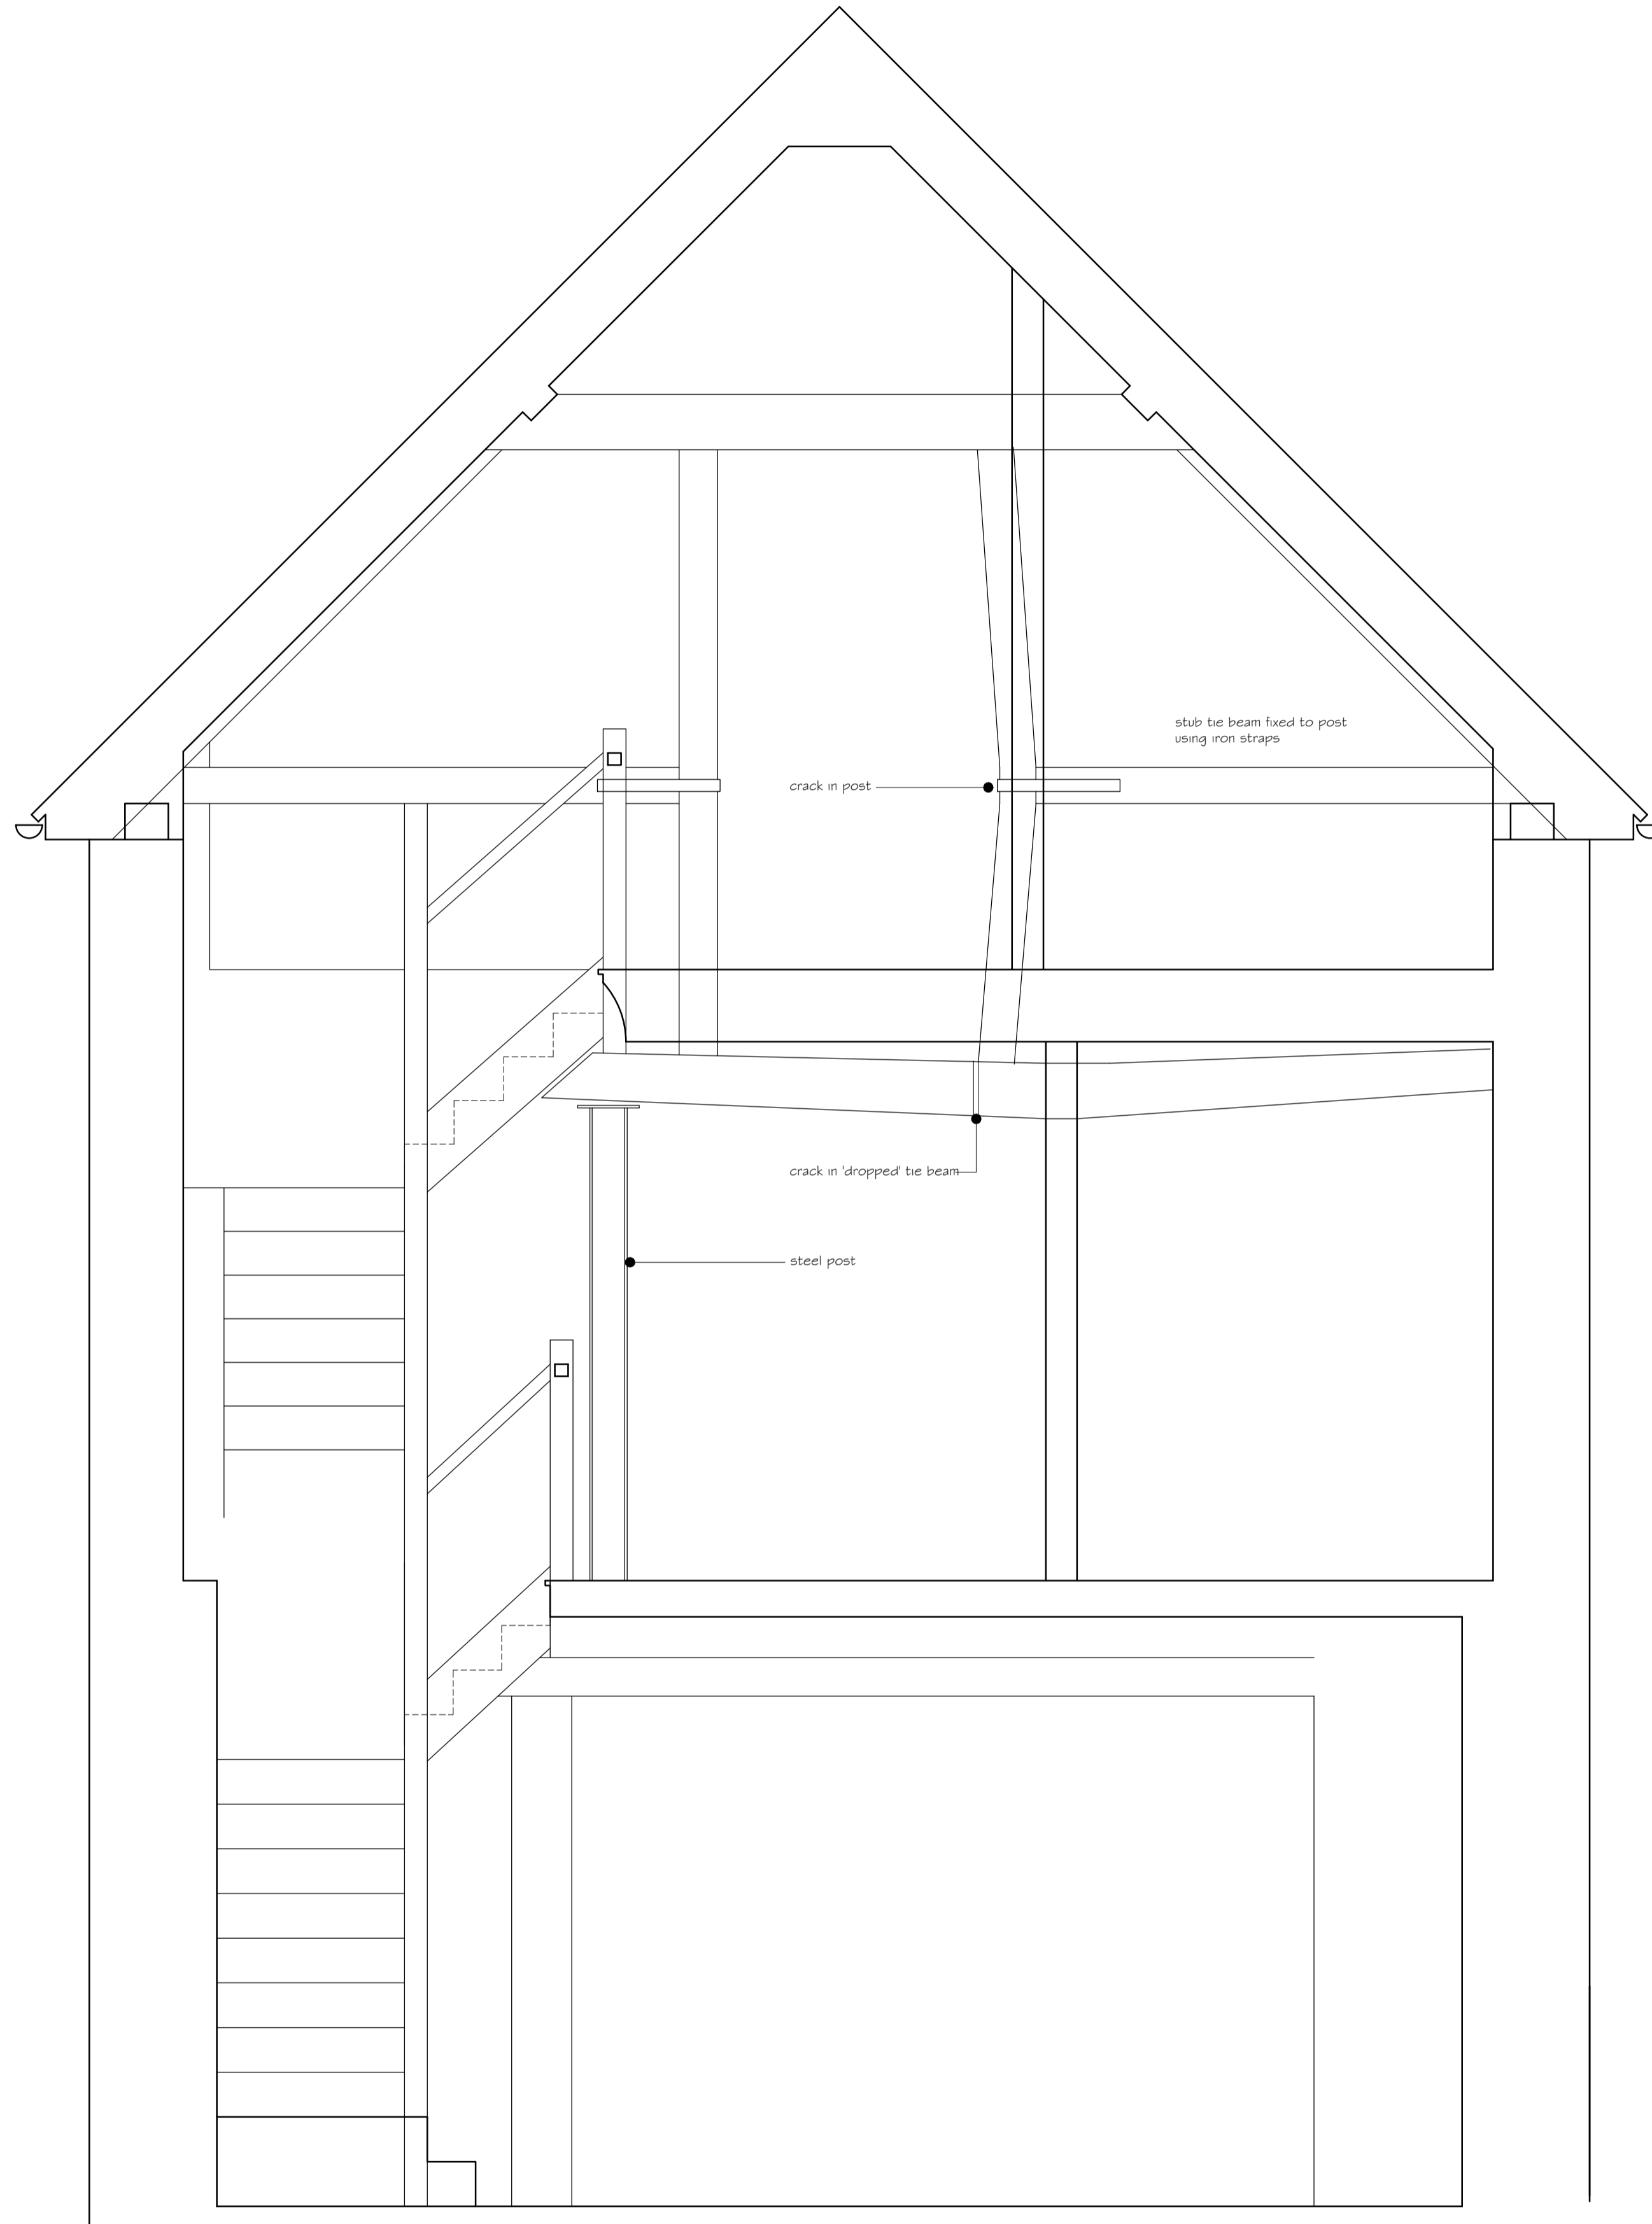 stub tie beam fixed to post
using iron straps
crack in post
crack in 'dropped' tie beam
steel post